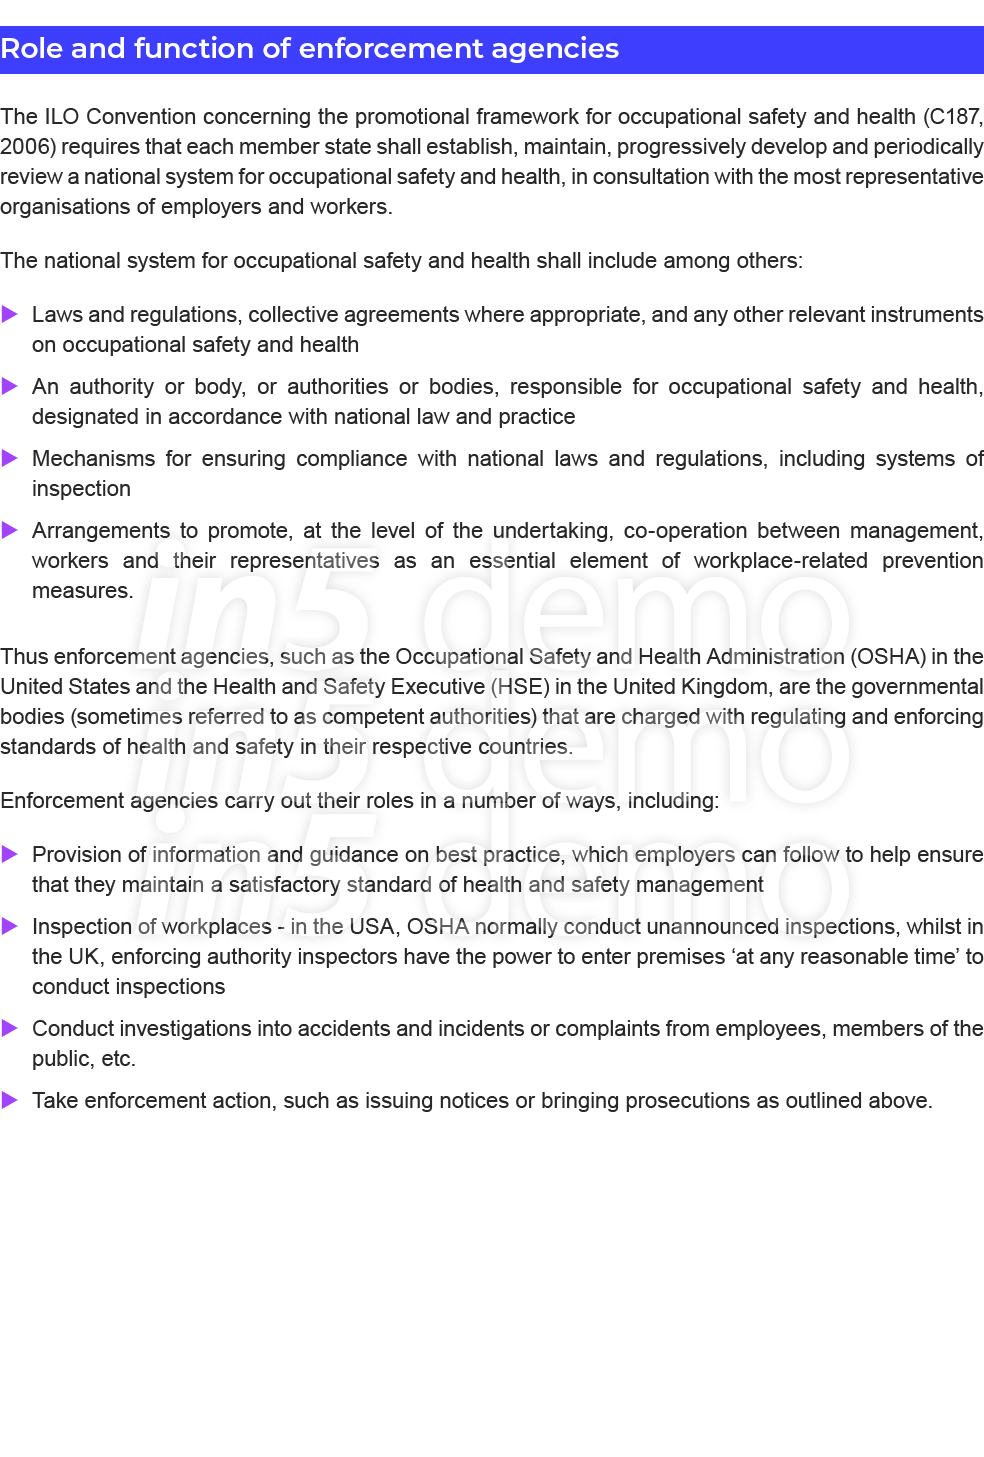 Role and function of enforcement agencies
The ILO Convention concerning the promotional framework for occupational safety and health (C187,
2006) requires that each member state shall establish, maintain, progressively develop and periodically
review a national system for occupational safety and health, in consultation with the most representative
organisations of employers and workers.
The national system for occupational safety and health shall include among others:
Laws and regulations, collective agreements where appropriate, and any other relevant instruments
on occupational safety and health
An authority or body, or authorities or bodies, responsible for occupational safety and health,
designated in accordance with national law and practice
Mechanisms for ensuring compliance with national laws and regulations, including systems of
inspection
Arrangements to promote, at the level of the undertaking, co-operation between management,
workers and their representatives as an essential element of workplace-related prevention
measures.
in5 demo
Thus enforcement agencies, such as the Occupational Safety and Health Administration (OSHA) in the
United States and the Health and Safety Executive (HSE) in the United Kingdom, are the governmental
bodies (sometimes referred to as competent authorities) that are charged with regulating and enforcing
standards of health and safety in their respective countries.
in5 demo
Enforcement agencies carry out their roles in a number of ways, including:
Provision of information and guidance on best practice, which employers can follow to help ensure
that they maintain a satisfactory standard of health and safety management
in5 demo
Inspection of workplaces - in the USA, OSHA normally conduct unannounced inspections, whilst in
the UK, enforcing authority inspectors have the power to enter premises ‘at any reasonable time’ to
conduct inspections
Conduct investigations into accidents and incidents or complaints from employees, members of the
public, etc.
Take enforcement action, such as issuing notices or bringing prosecutions as outlined above.